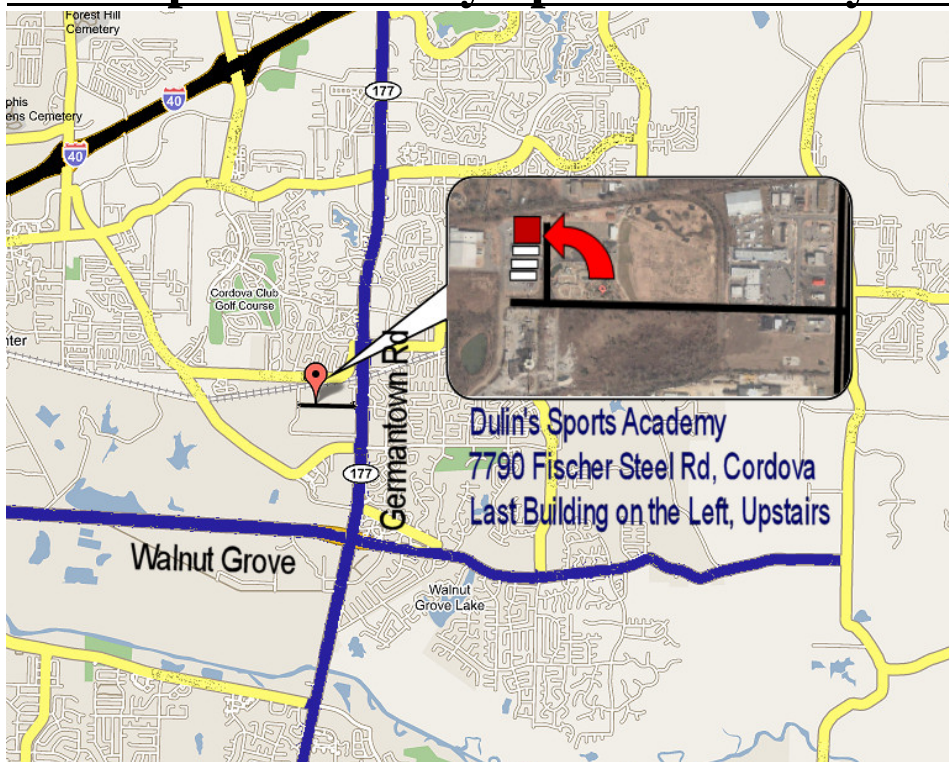 Forest Hill
Cemetery
177
40
phis
ens Cemetery
40
Cordova Club
Golf Course
nter
Germantown Rd
Dulin's Sports Academy
7790 Fischer Steel Rd, Cordova
Last Building on the Left, Upstairs
177
Walnut Grove
Walnut
Grove Lake